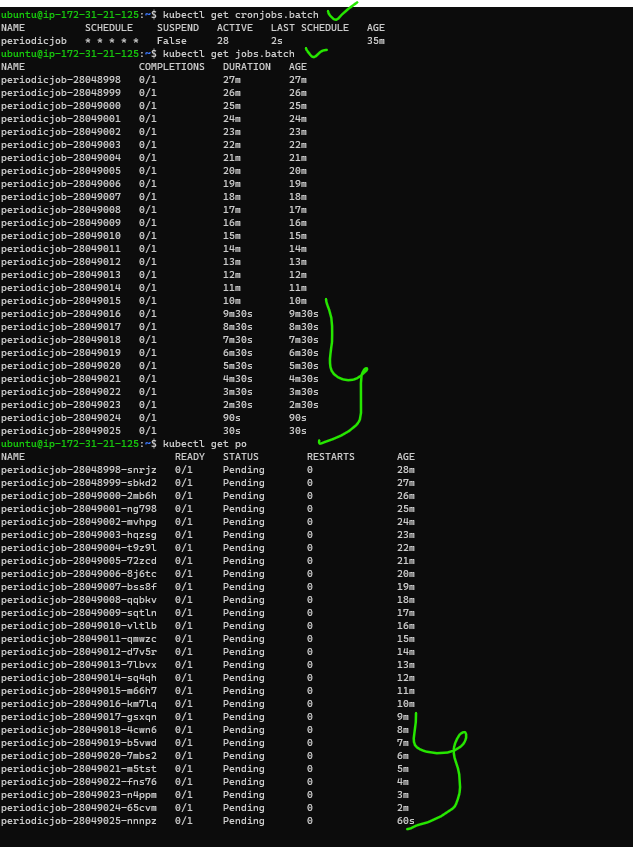 ubuntu@ip-172-31-21-125:~$ kubectl get cronjobs.batch
NAME SCHEDULE SUSPEND ACTIVE LAST SCHEDULE AGE
periodicjob * * * * * False 28 2s 35m
ubuntu@ip-172-31-21-125:~$ kubectl get jobs.batch
NAME COMPLETIONS DURATION AGE
periodicjob-28048998 0/1 27m 27m
periodicjob-28048999 0/1 26m 26m
periodicjob-28049000 0/1 25m 25m
periodicjob-28049001 0/1 24m 24m
periodicjob-28049002 0/1 23m 23m
periodicjob-28049003 0/1 22m 22m
periodicjob-28049004 0/1 21m 21m
periodicjob-28049005 0/1 20m 20m
periodicjob-28049006 0/1 19m 19m
periodicjob-28049007 0/1 18m 18m
periodicjob-28049008 0/1 17m 17m
periodicjob-28049009 0/1 16m 16m
periodicjob-28049010 0/1 15m 15m
periodicjob-28049011 0/1 14m 14m
periodicjob-28049012 0/1 13m 13m
periodicjob-28049013 0/1 12m 12m
periodicjob-28049014 0/1 11m 11m
periodicjob-28049015 0/1 10m 10m
periodicjob-28049016 0/1 9m30s 9m30s
periodicjob-28049017 0/1 8m30s 8m30s
periodicjob-28049018 0/1 7m30s 7m30s
periodicjob-28049019 0/1 6m30s 6m30s
periodicjob-28049020 0/1 5m30s 5m30s
periodicjob-28049021 0/1 4m30s 4m30s
periodicjob-28049022 0/1 3m30s 3m30s
periodicjob-28049023 0/1 2m30s 2m30s
periodicjob-28049024 0/1 90s 90s
periodicjob-28049025 0/1 30s 30s
ubuntu@ip-172-31-21-125:~$ kubectl get po
NAME READY STATUS RESTARTS AGE
periodicjob-28048998-snrjz 0/1 Pending 0 28m
periodicjob-28048999-sbkd2 0/1 Pending 0 27m
periodicjob-28049000-2mb6h 0/1 Pending 0 26m
periodicjob-28049001-ng798 0/1 Pending 0 25m
periodicjob-28049002-mvhpg 0/1 Pending 0 24m
periodicjob-28049003-hqzsg 0/1 Pending 0 23m
periodicjob-28049004-t9z9l 0/1 Pending 0 22m
periodicjob-28049005-72zcd 0/1 Pending 0 21m
periodicjob-28049006-8j6tc 0/1 Pending 0 20m
periodicjob-28049007-bss8f 0/1 Pending 0 19m
periodicjob-28049008-qqbkv 0/1 Pending 0 18m
periodicjob-28049009-sqtln 0/1 Pending 0 17m
periodicjob-28049010-vltlb 0/1 Pending 0 16m
periodicjob-28049011-qmwzc 0/1 Pending 0 15m
periodicjob-28049012-d7v5r 0/1 Pending 0 14m
periodicjob-28049013-7lbvx 0/1 Pending 0 13m
periodicjob-28049014-sq4qh 0/1 Pending 0 12m
periodicjob-28049015-m66h7 0/1 Pending 0 11m
periodicjob-28049016-km7lq 0/1 Pending 0 10m
periodicjob-28049017-gsxqn 0/1 Pending 0 9m
periodicjob-28049018-4cwn6 0/1 Pending 0 8m
periodicjob-28049019-b5vwd 0/1 Pending 0 7m
periodicjob-28049020-7mbs2 0/1 Pending 0 6m
periodicjob-28049021-m5tst 0/1 Pending 0 5m
periodicjob-28049022-fns76 0/1 Pending 0 4m
periodicjob-28049023-n4ppm 0/1 Pending 0 3m
periodicjob-28049024-65cvm 0/1 Pending 0 2m
periodicjob-28049025-nnnpz 0/1 Pending 0 60s